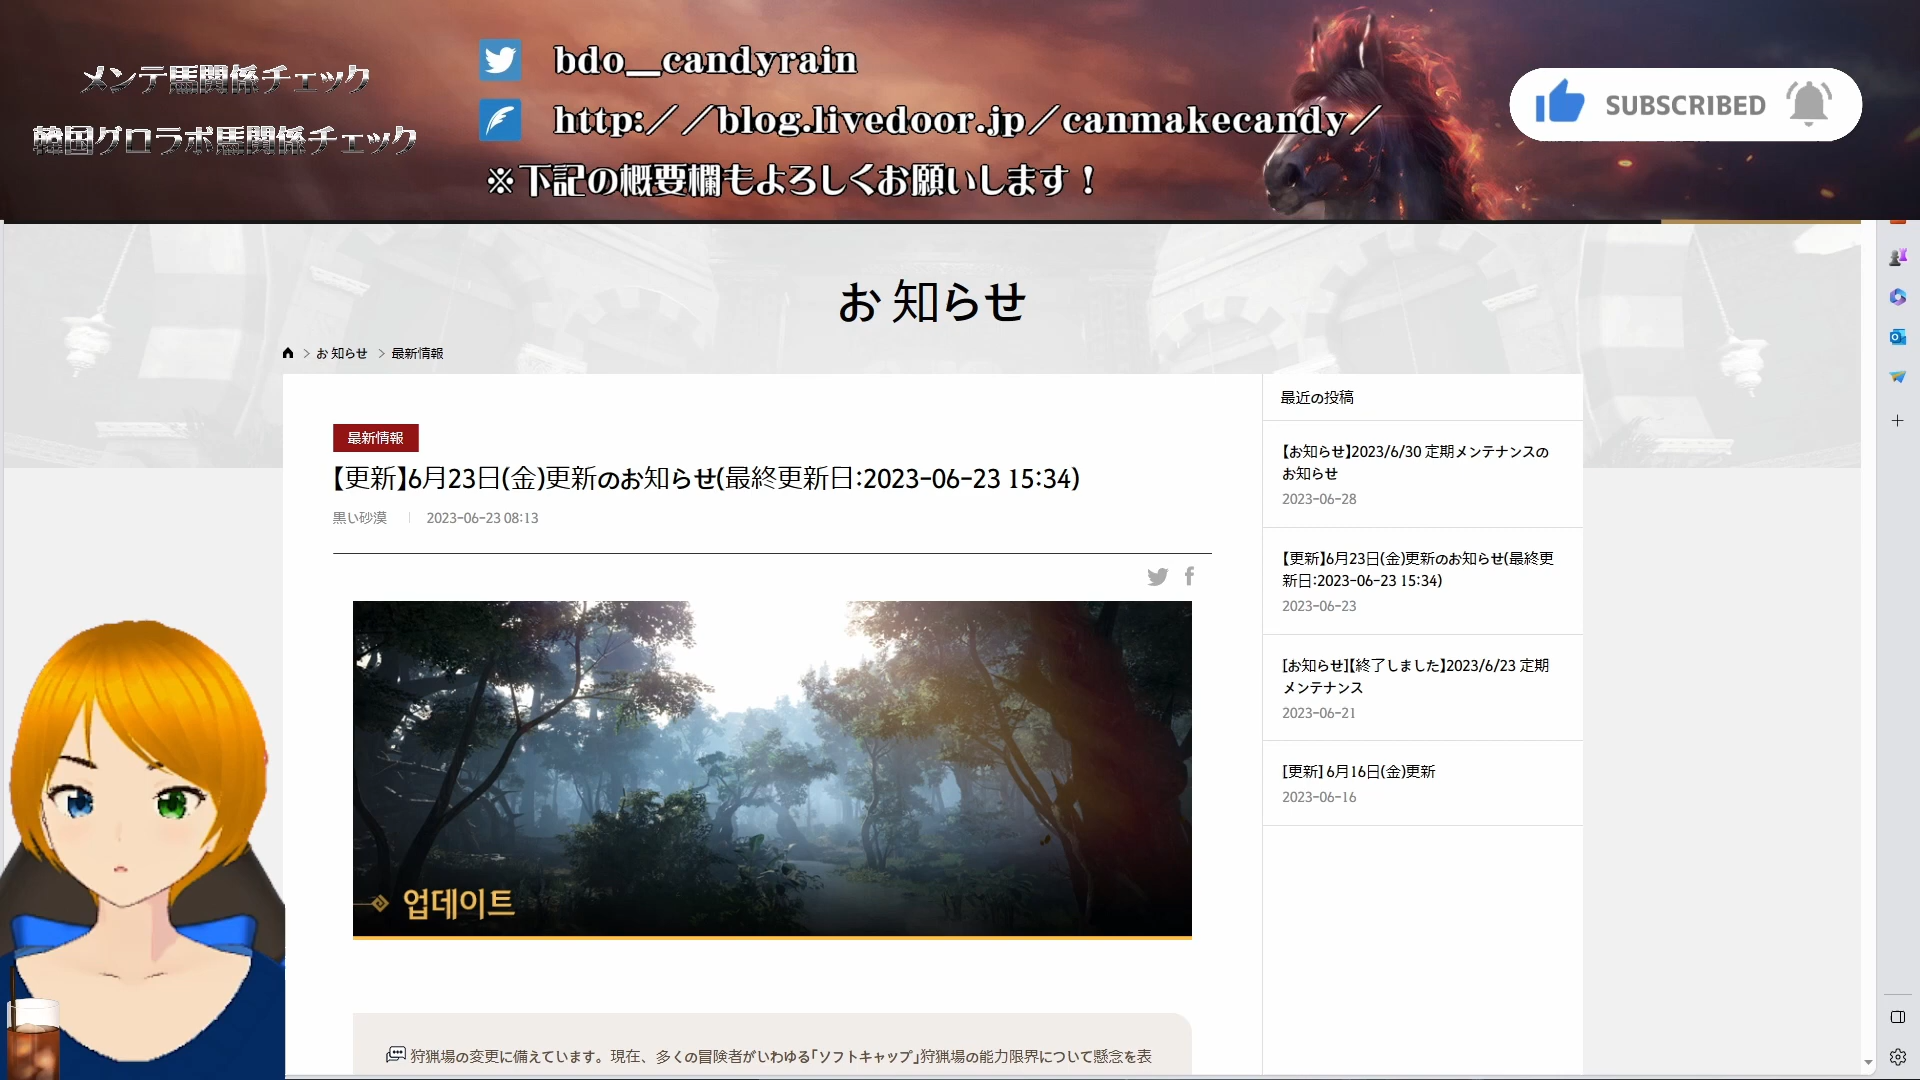 メンテ馬関係チェック
韓国グロラボ馬関係チェック
bdo__candyrain
http://blog.livedoor.jp/canmakecandy/
※下記の概要欄もよろしくお願いします！
SUBSCRIBED
お知らせ
お知らせ > 最新情報
最新情報
【更新】6月23日(金)更新のお知らせ(最終更新日:2023-06-23 15:34)
黒い砂漠 2023-06-23 08:13
업데이트
狩猟場の変更に備えています。現在、多くの冒険者がいわゆる「ソフトキャップ」狩猟場の能力限界について懸念を表
最近の投稿
【お知らせ】2023/6/30 定期メンテナンスの
お知らせ
2023-06-28
【更新】6月23日(金)更新のお知らせ(最終更
新日:2023-06-23 15:34)
2023-06-23
[お知らせ]【終了しました】2023/6/23 定期
メンテナンス
2023-06-21
[更新] 6月16日(金)更新
2023-06-16